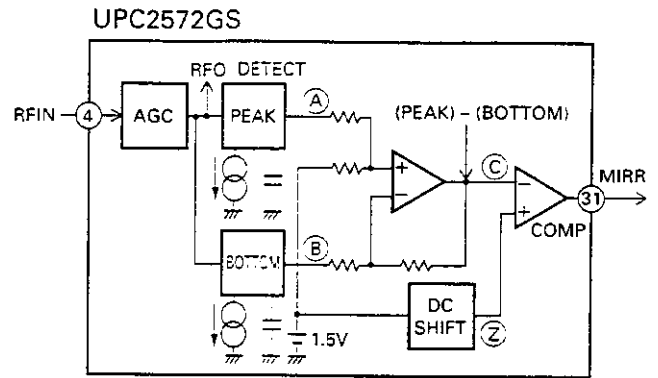 UPC2572GS
RFO DETECT
RFIN
4
AGC
PEAK
A
(PEAK) – (BOTTOM)
+
−
C
−
+
COMP
31
MIRR
BOTTOM
B
1.5V
DC
SHIFT
Z